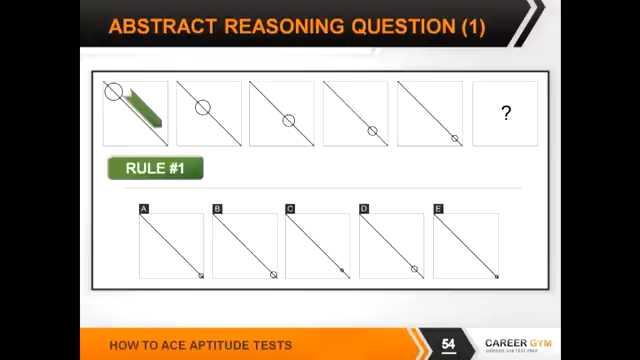 ABSTRACT REASONING QUESTION (1)
?
RULE #1
A B C D E
HOW TO ACE APTITUDE TESTS
54
CAREER GYM